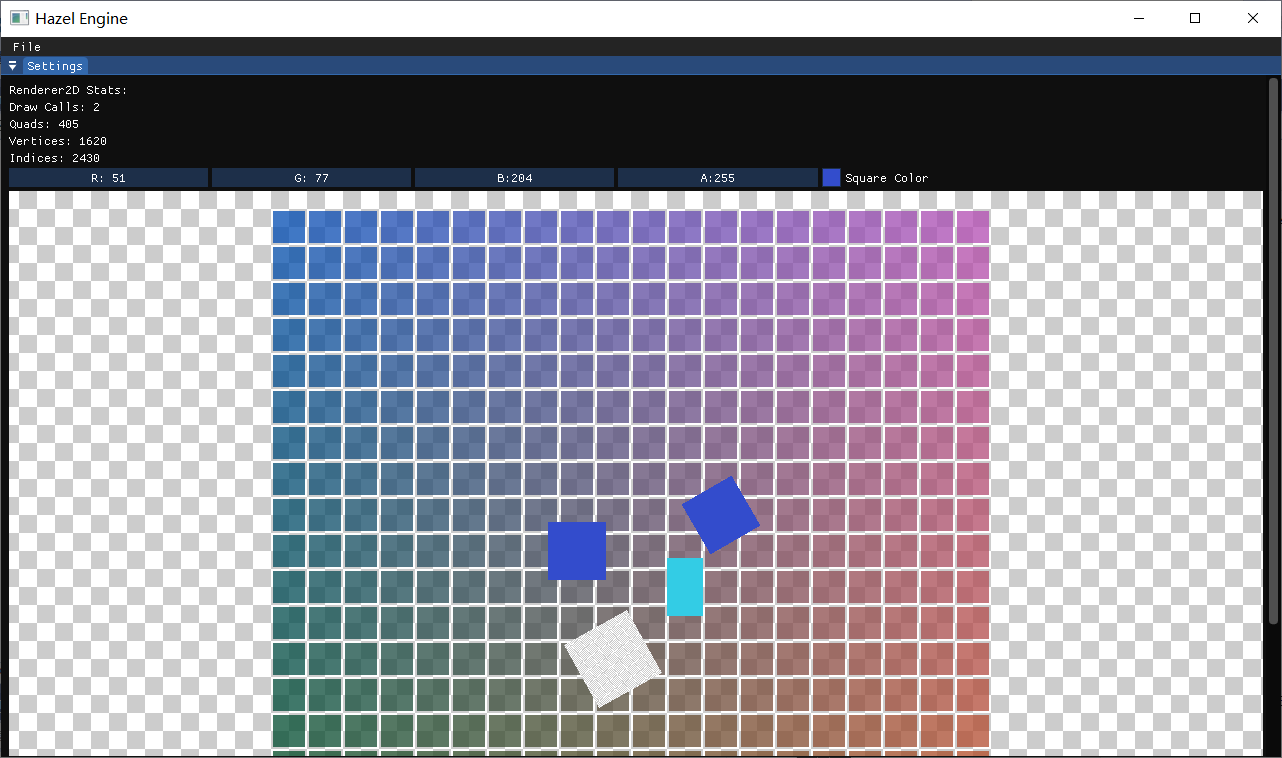 Hazel Engine
File
Settings
Renderer2D Stats:
Draw Calls: 2
Quads: 405
Vertices: 1620
Indices: 2430
R: 51 G: 77 B:204 A:255 Square Color